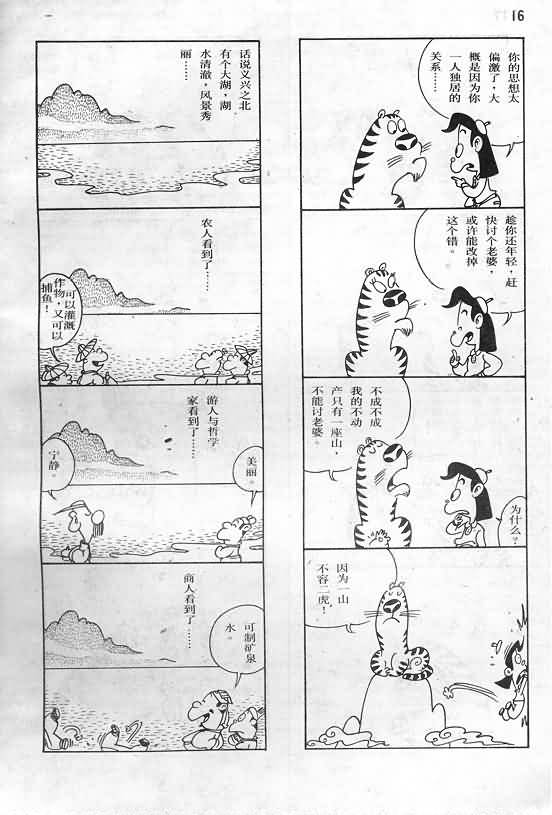 16
你的思想太
偏激了，大
概是因为你
一人独居的
关系……
趁你还年轻，赶
快讨个老婆，
或许能改掉
这个错。
不成不成
我的不动
产只有一座山，
不能讨老婆。
为什么？
因为一山
不容二虎！
话说义兴之北
有个大湖，湖
水清澈，风景秀
丽……
农人看到了……
可以灌溉
作物，又可以
捕鱼！
游人与哲学
家看到了……
美丽。
宁静。
商人看到了……
可制矿泉
水。